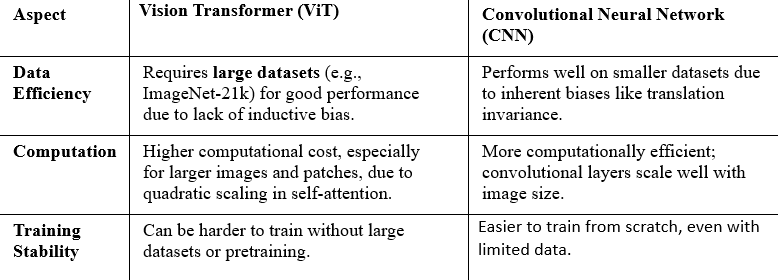 Aspect
Vision Transformer (ViT)
Convolutional Neural Network
(CNN)
Data
Efficiency
Requires large datasets (e.g.,
ImageNet-21k) for good performance
due to lack of inductive bias.
Performs well on smaller datasets due
to inherent biases like translation
invariance.
Computation
Higher computational cost, especially
for larger images and patches, due to
quadratic scaling in self-attention.
More computationally efficient;
convolutional layers scale well with
image size.
Training
Stability
Can be harder to train without large
datasets or pretraining.
Easier to train from scratch, even with
limited data.